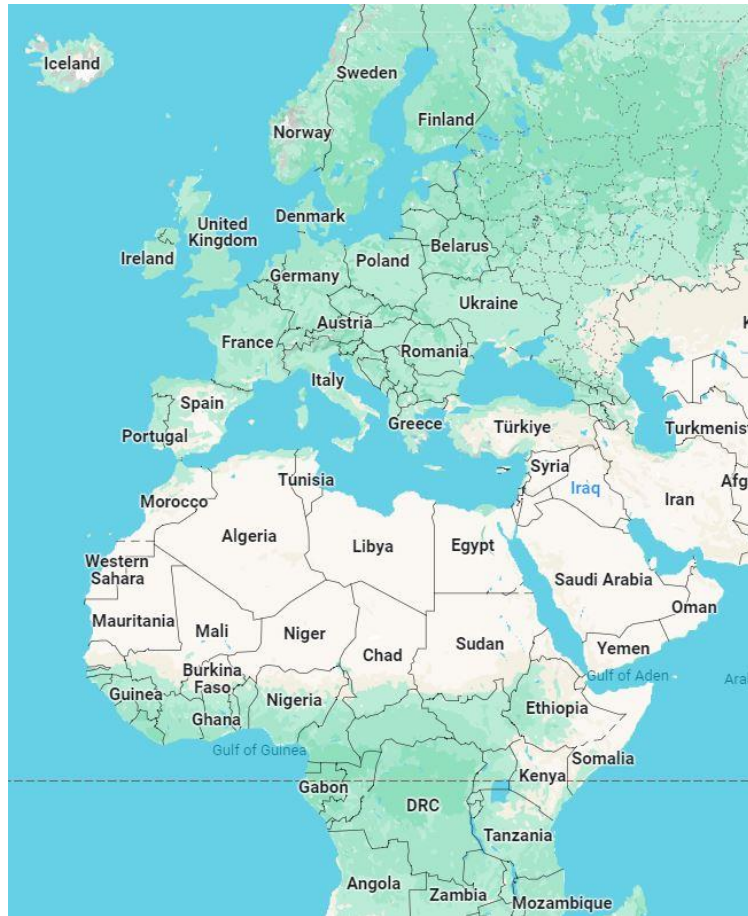 Iceland
Sweden
Finland
Norway
Denmark
United
Kingdom
Ireland
Belarus
Poland
Germany
Ukraine
Austria
France
Romania
Italy
Spain
Greece
Türkiye
Portugal
Turkmenist
Syria
Tunisia
Afg
Iraq
Iran
Morocco
Algeria
Libya
Egypt
Western
Sahara
Saudi Arabia
Oman
Mauritania
Mali
Niger
Chad
Sudan
Yemen
Burkina
Faso
Gulf of Aden
Ara
Guinea
Nigeria
Ethiopia
Ghana
Gulf of Guinea
Somalia
Kenya
Gabon
DRC
Tanzania
Angola
Zambia
Mozambique